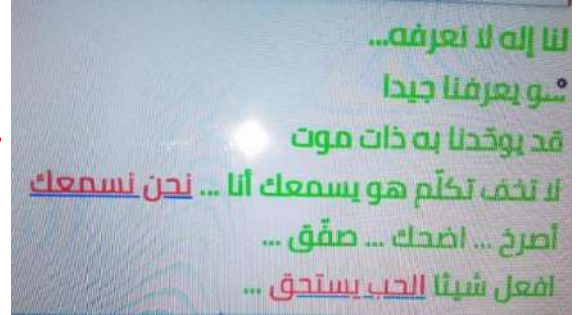 لنا إله لا نعرفه...
هو يعرفنا جيدا
قد يوحّدنا به ذات موت
لا تخف تكلّم هو يسمعك أنا ... نحن نسمعك
أصرخ ... اضحك ... صفّق ...
افعل شيئا الحب يستحق ...